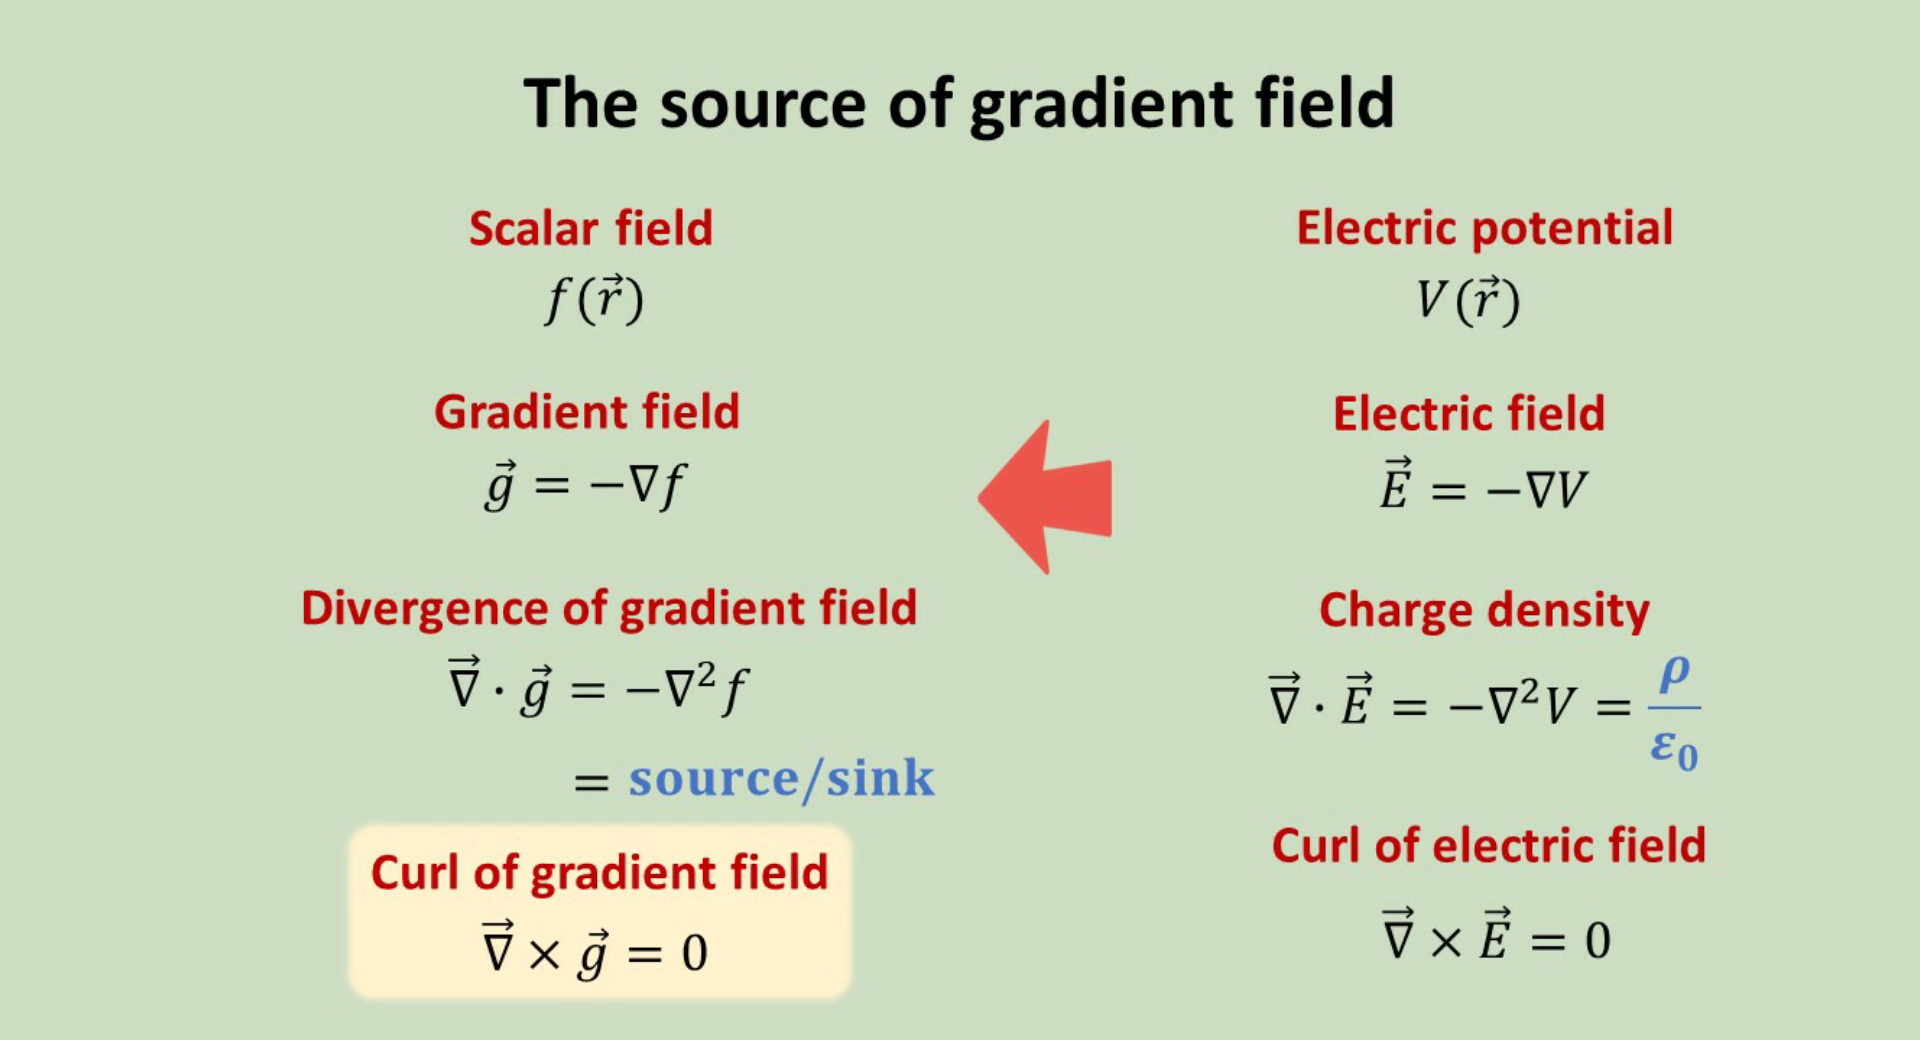 The source of gradient field
Scalar field
f(r⃗)
Gradient field
g⃗ = −∇f
Divergence of gradient field
∇⃗ · g⃗ = −∇²f
= source/sink
Curl of gradient field
∇⃗ × g⃗ = 0
Electric potential
V(r⃗)
Electric field
E⃗ = −∇V
Charge density
∇⃗ · E⃗ = −∇²V = ρ/ε₀
Curl of electric field
∇⃗ × E⃗ = 0